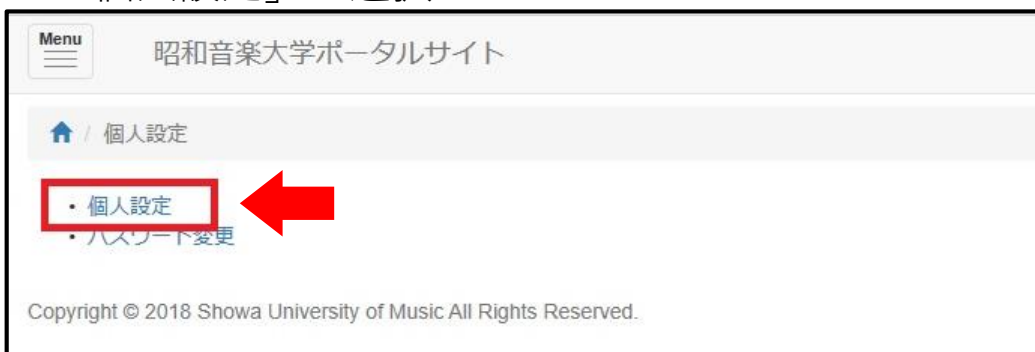 Menu
昭和音楽大学ポータルサイト
/ 個人設定
・ 個人設定
・ パスワード変更
Copyright © 2018 Showa University of Music All Rights Reserved.